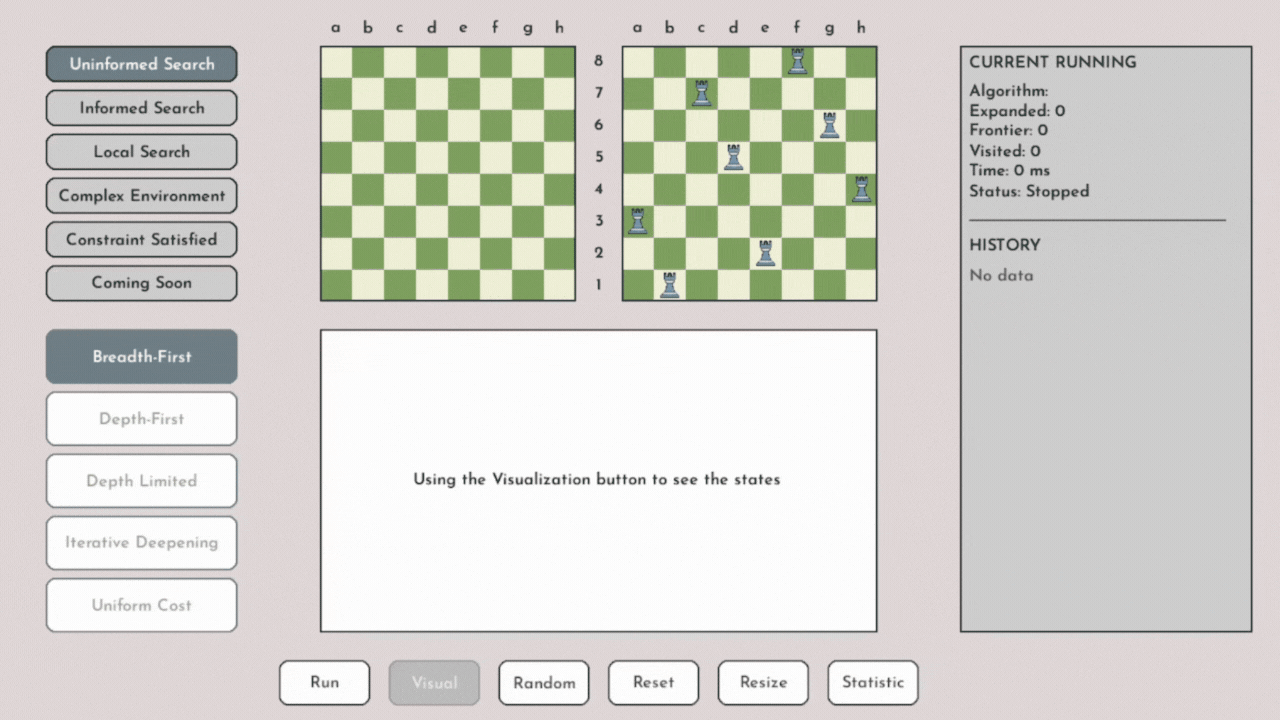 Uninformed Search
Informed Search
Local Search
Complex Environment
Constraint Satisfied
Coming Soon
Breadth-First
Depth-First
Depth Limited
Iterative Deepening
Uniform Cost
a b c d e f g h
a b c d e f g h
8
7
6
5
4
3
2
1
Using the Visualization button to see the states
Run
Visual
Random
Reset
Resize
Statistic
CURRENT RUNNING
Algorithm:
Expanded: 0
Frontier: 0
Visited: 0
Time: 0 ms
Status: Stopped
HISTORY
No data